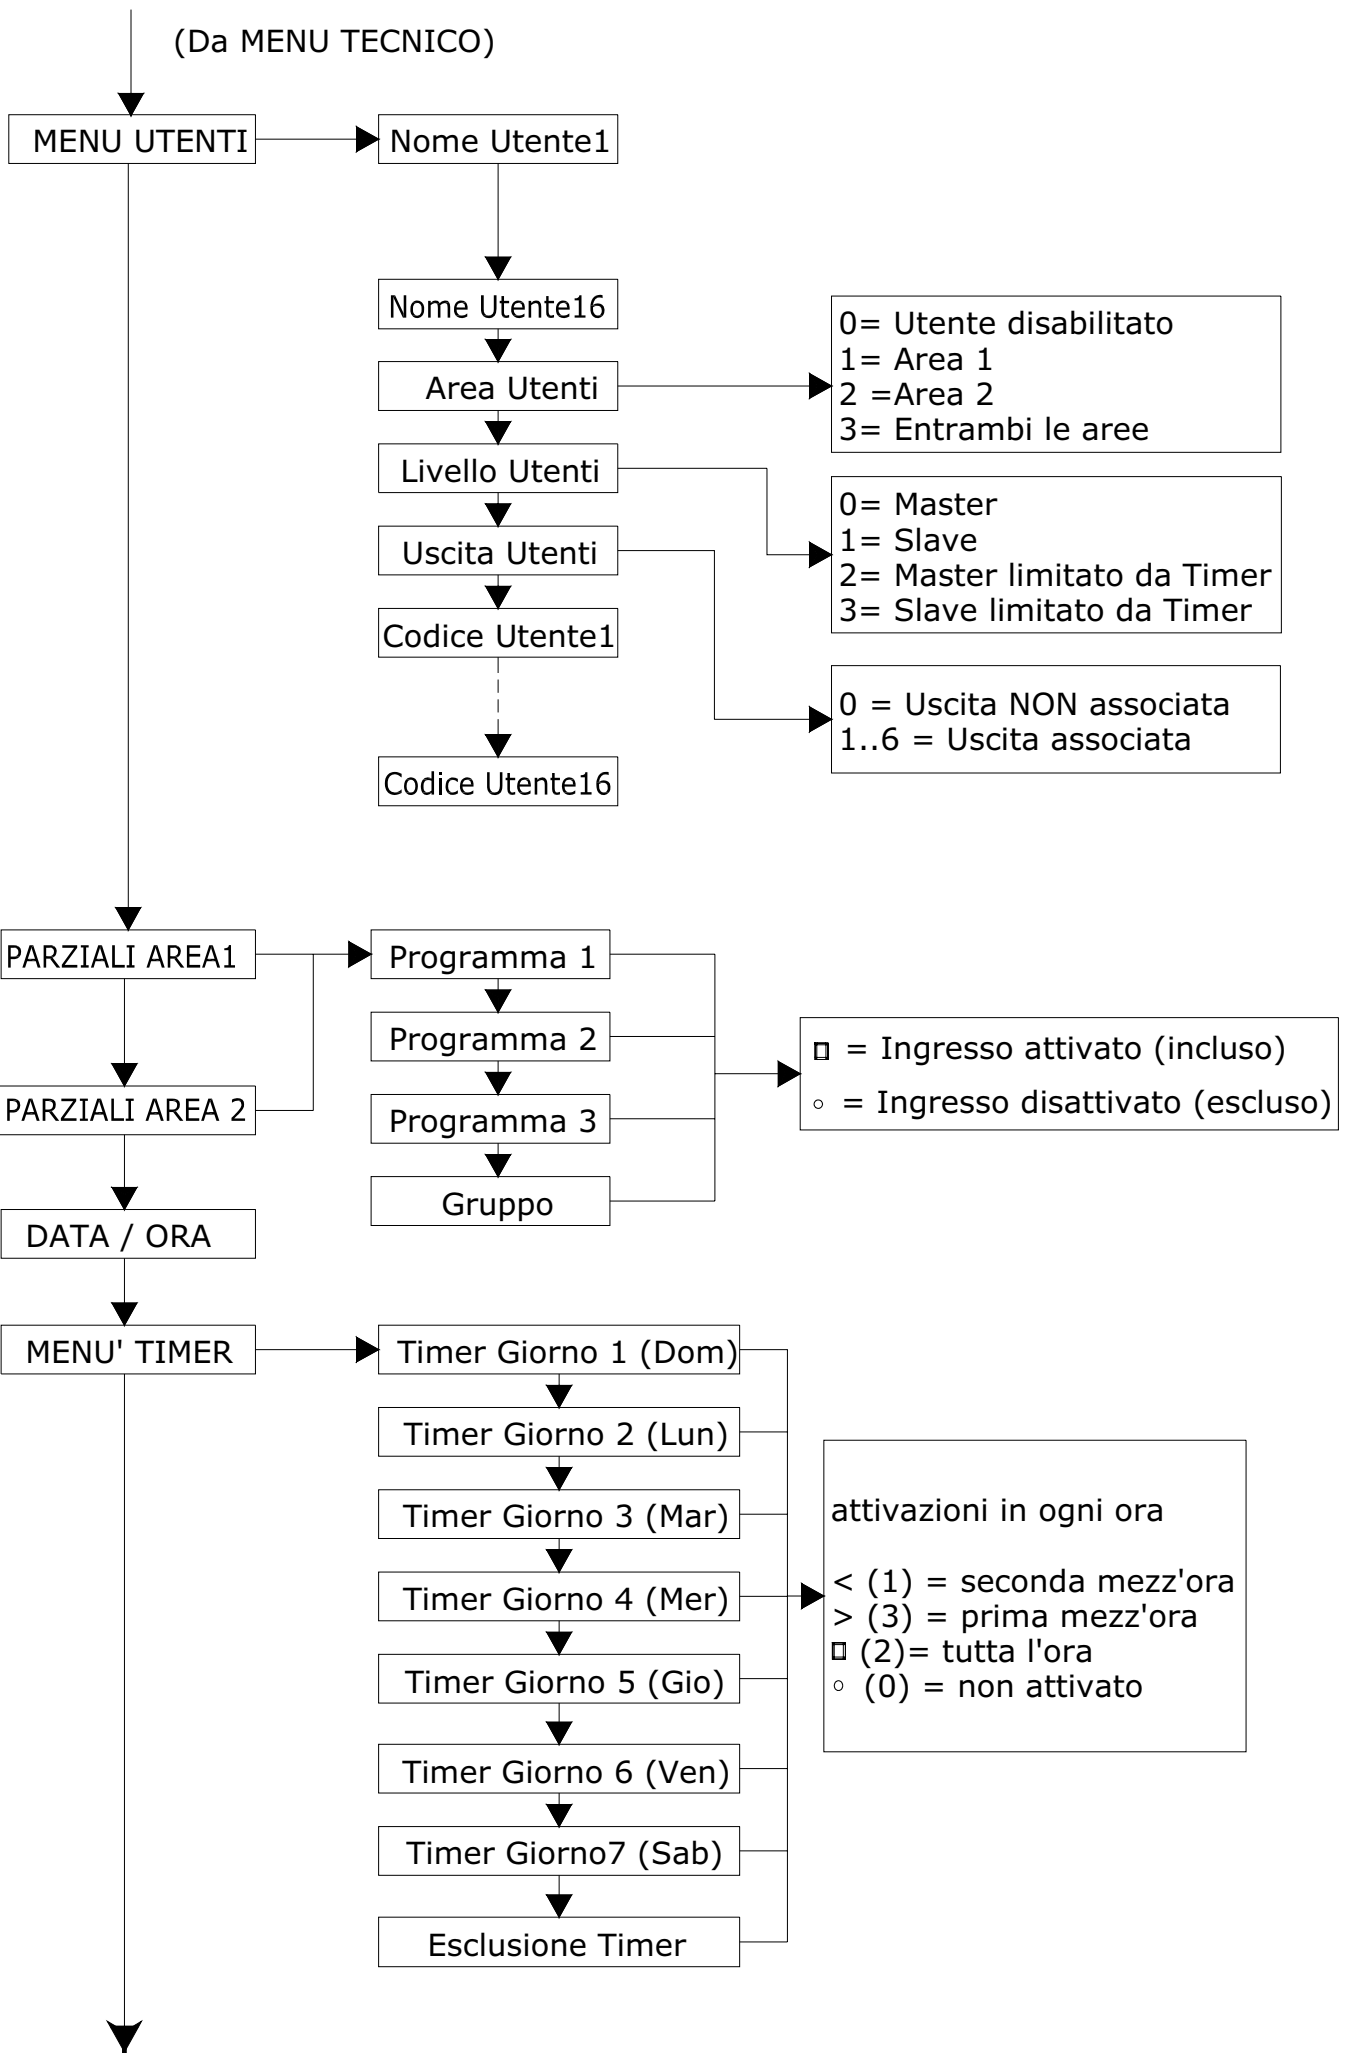 (Da MENU TECNICO)
MENU UTENTI
Nome Utente1
Nome Utente16
Area Utenti
0= Utente disabilitato
1= Area 1
2 =Area 2
3= Entrambi le aree
Livello Utenti
0= Master
1= Slave
2= Master limitato da Timer
3= Slave limitato da Timer
Uscita Utenti
0 = Uscita NON associata
1..6 = Uscita associata
Codice Utente1
Codice Utente16
PARZIALI AREA1
PARZIALI AREA 2
Programma 1
Programma 2
Programma 3
Gruppo
= Ingresso attivato (incluso)
= Ingresso disattivato (escluso)
DATA / ORA
MENU' TIMER
Timer Giorno 1 (Dom)
Timer Giorno 2 (Lun)
Timer Giorno 3 (Mar)
Timer Giorno 4 (Mer)
Timer Giorno 5 (Gio)
Timer Giorno 6 (Ven)
Timer Giorno7 (Sab)
Esclusione Timer
attivazioni in ogni ora
< (1) = seconda mezz'ora
> (3) = prima mezz'ora
(2)= tutta l'ora
(0) = non attivato